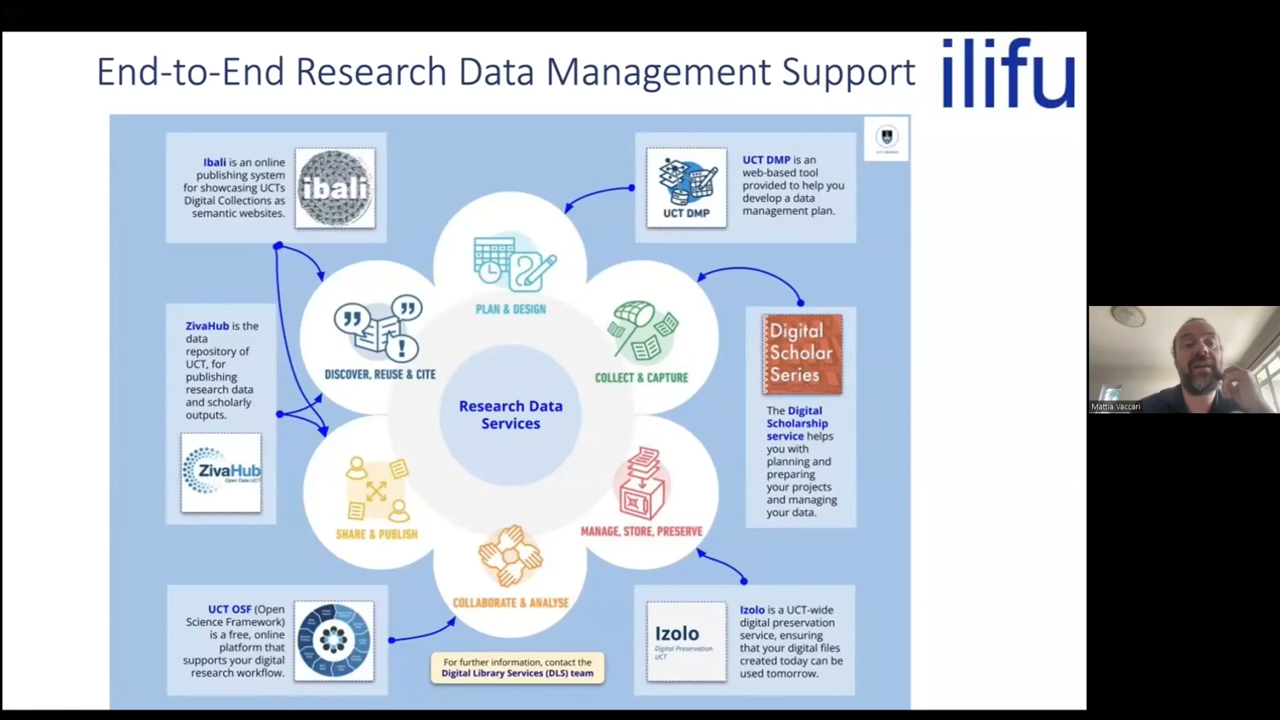 End-to-End Research Data Management Support
ilifu
Ibali is an online
publishing system
for showcasing UCTs
Digital Collections as
semantic websites.
ibali
UCT DMP
UCT DMP is an
web-based tool
provided to help you
develop a data
management plan.
PLAN & DESIGN
DISCOVER, REUSE & CITE
COLLECT & CAPTURE
Research Data
Services
ZivaHub is the
data
repository of
UCT, for
publishing
research data
and scholarly
outputs.
ZivaHub
Open Data UCT
Digital
Scholar
Series
The Digital
Scholarship
service helps
you with
planning and
preparing
your projects
and managing
your data.
SHARE & PUBLISH
MANAGE, STORE, PRESERVE
COLLABORATE & ANALYSE
UCT OSF (Open
Science Framework)
is a free, online
platform that
supports your digital
research workflow.
For further information, contact the
Digital Library Services (DLS) team
Izolo
Digital Preservation
UCT
Izolo is a UCT-wide
digital preservation
service, ensuring
that your digital files
created today can be
used tomorrow.
Mattia Vaccari